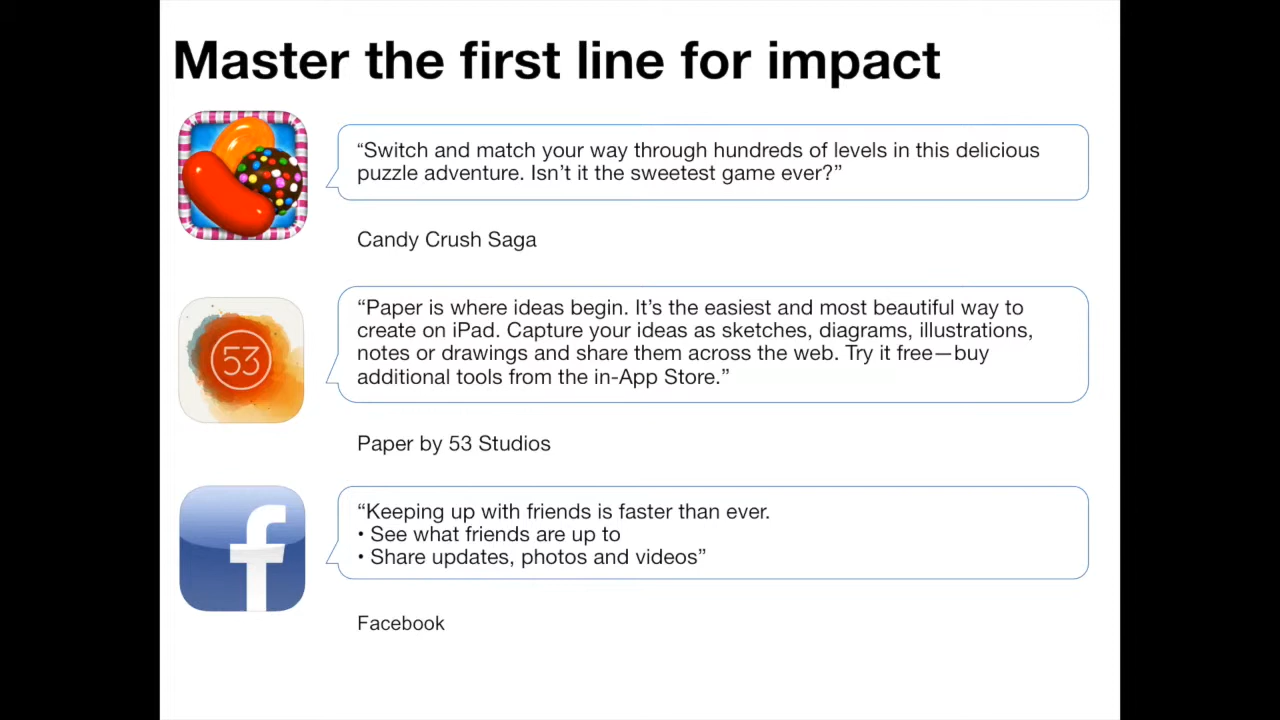 Master the first line for impact
“Switch and match your way through hundreds of levels in this delicious
puzzle adventure. Isn’t it the sweetest game ever?”
Candy Crush Saga
“Paper is where ideas begin. It’s the easiest and most beautiful way to
create on iPad. Capture your ideas as sketches, diagrams, illustrations,
53
notes or drawings and share them across the web. Try it free—buy
additional tools from the in-App Store.”
Paper by 53 Studios
“Keeping up with friends is faster than ever.
• See what friends are up to
• Share updates, photos and videos”
f
Facebook